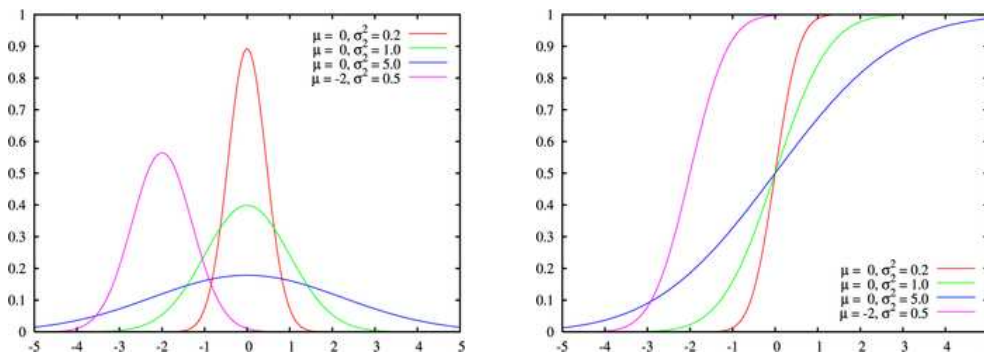 1
0.9
0.8
0.7
0.6
0.5
0.4
0.3
0.2
0.1
0
-5 -4 -3 -2 -1 0 1 2 3 4 5
μ = 0, σ² = 0.2
μ = 0, σ² = 1.0
μ = 0, σ² = 5.0
μ = -2, σ² = 0.5
1
0.9
0.8
0.7
0.6
0.5
0.4
0.3
0.2
0.1
0
-5 -4 -3 -2 -1 0 1 2 3 4 5
μ = 0, σ² = 0.2
μ = 0, σ² = 1.0
μ = 0, σ² = 5.0
μ = -2, σ² = 0.5